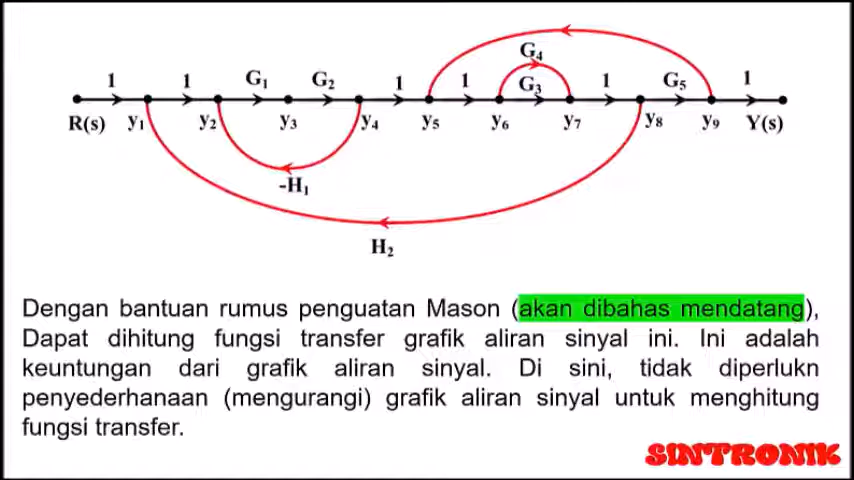 G4
1 1 G1 G2 1 1 G3 1 G5 1
R(s) y1 y2 y3 y4 y5 y6 y7 y8 y9 Y(s)
-H1
H2
Dengan bantuan rumus penguatan Mason (akan dibahas mendatang),
Dapat dihitung fungsi transfer grafik aliran sinyal ini. Ini adalah
keuntungan dari grafik aliran sinyal. Di sini, tidak diperlukn
penyederhanaan (mengurangi) grafik aliran sinyal untuk menghitung
fungsi transfer.
SINTRONIK